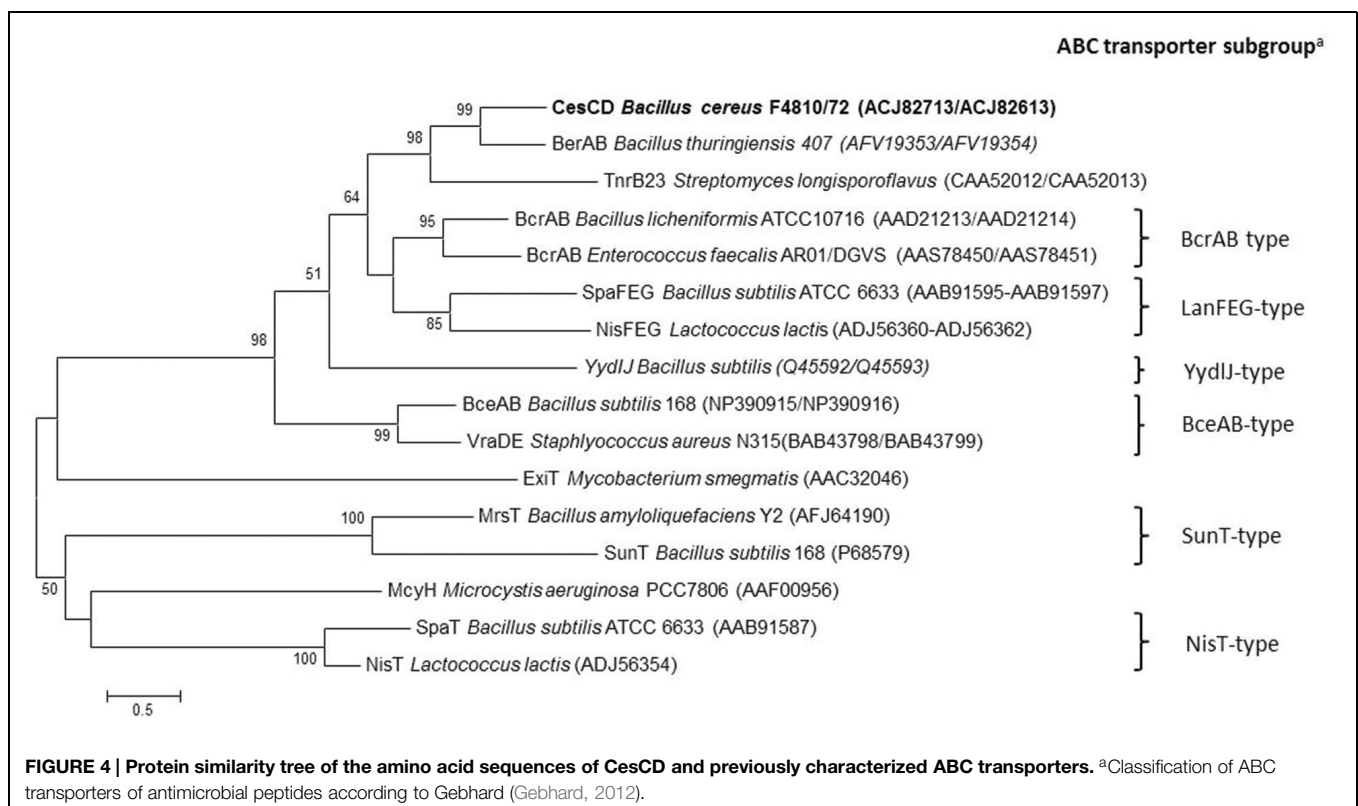 ABC transporter subgroupᵃ
99
CesCD Bacillus cereus F4810/72 (ACJ82713/ACJ82613)
98
BerAB Bacillus thuringiensis 407 (AFV19353/AFV19354)
TnrB23 Streptomyces longisporoflavus (CAA52012/CAA52013)
64
95
BcrAB Bacillus licheniformis ATCC10716 (AAD21213/AAD21214)
BcrAB type
BcrAB Enterococcus faecalis AR01/DGVS (AAS78450/AAS78451)
51
SpaFEG Bacillus subtilis ATCC 6633 (AAB91595-AAB91597)
LanFEG-type
85
NisFEG Lactococcus lactis (ADJ56360-ADJ56362)
98
YydIJ Bacillus subtilis (Q45592/Q45593)
YydIJ-type
BceAB Bacillus subtilis 168 (NP390915/NP390916)
BceAB-type
99
VraDE Staphlyococcus aureus N315(BAB43798/BAB43799)
ExiT Mycobacterium smegmatis (AAC32046)
100
MrsT Bacillus amyloliquefaciens Y2 (AFJ64190)
SunT-type
SunT Bacillus subtilis 168 (P68579)
50
McyH Microcystis aeruginosa PCC7806 (AAF00956)
SpaT Bacillus subtilis ATCC 6633 (AAB91587)
NisT-type
100
NisT Lactococcus lactis (ADJ56354)
0.5
FIGURE 4 | Protein similarity tree of the amino acid sequences of CesCD and previously characterized ABC transporters. ᵃClassification of ABC
transporters of antimicrobial peptides according to Gebhard (Gebhard, 2012).